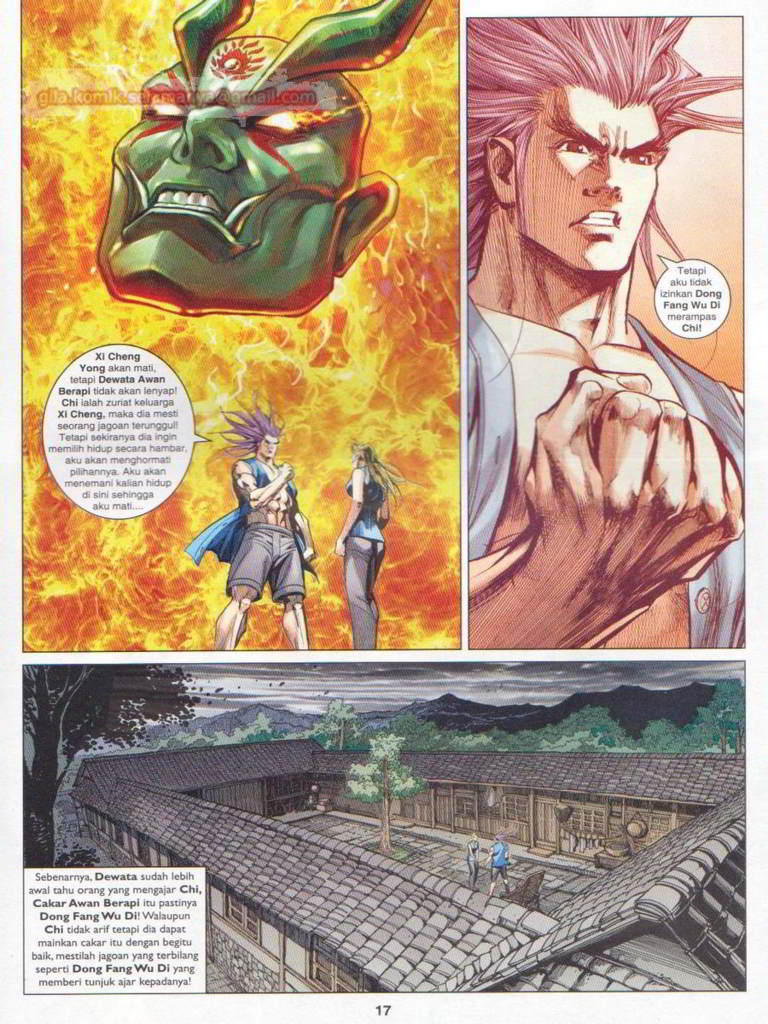 gila.komik.selamanya@gmail.com
Xi Cheng
Yong akan mati,
tetapi Dewata Awan
Berapi tidak akan lenyap!
Chi ialah zuriat keluarga
Xi Cheng, maka dia mesti
seorang jagoan terunggul!
Tetapi sekiranya dia ingin
memilih hidup secara hambar,
aku akan menghormati
pilihannya. Aku akan
menemani kalian hidup
di sini sehingga
aku mati....
Tetapi
aku tidak
izinkan Dong
Fang Wu Di
merampas
Chi!
Sebenarnya, Dewata sudah lebih
awal tahu orang yang mengajar Chi,
Cakar Awan Berapi itu pastinya
Dong Fang Wu Di! Walaupun
Chi tidak arif tetapi dia dapat
mainkan cakar itu dengan begitu
baik, mestilah jagoan yang terbilang
seperti Dong Fang Wu Di yang
memberi tunjuk ajar kepadanya!
17